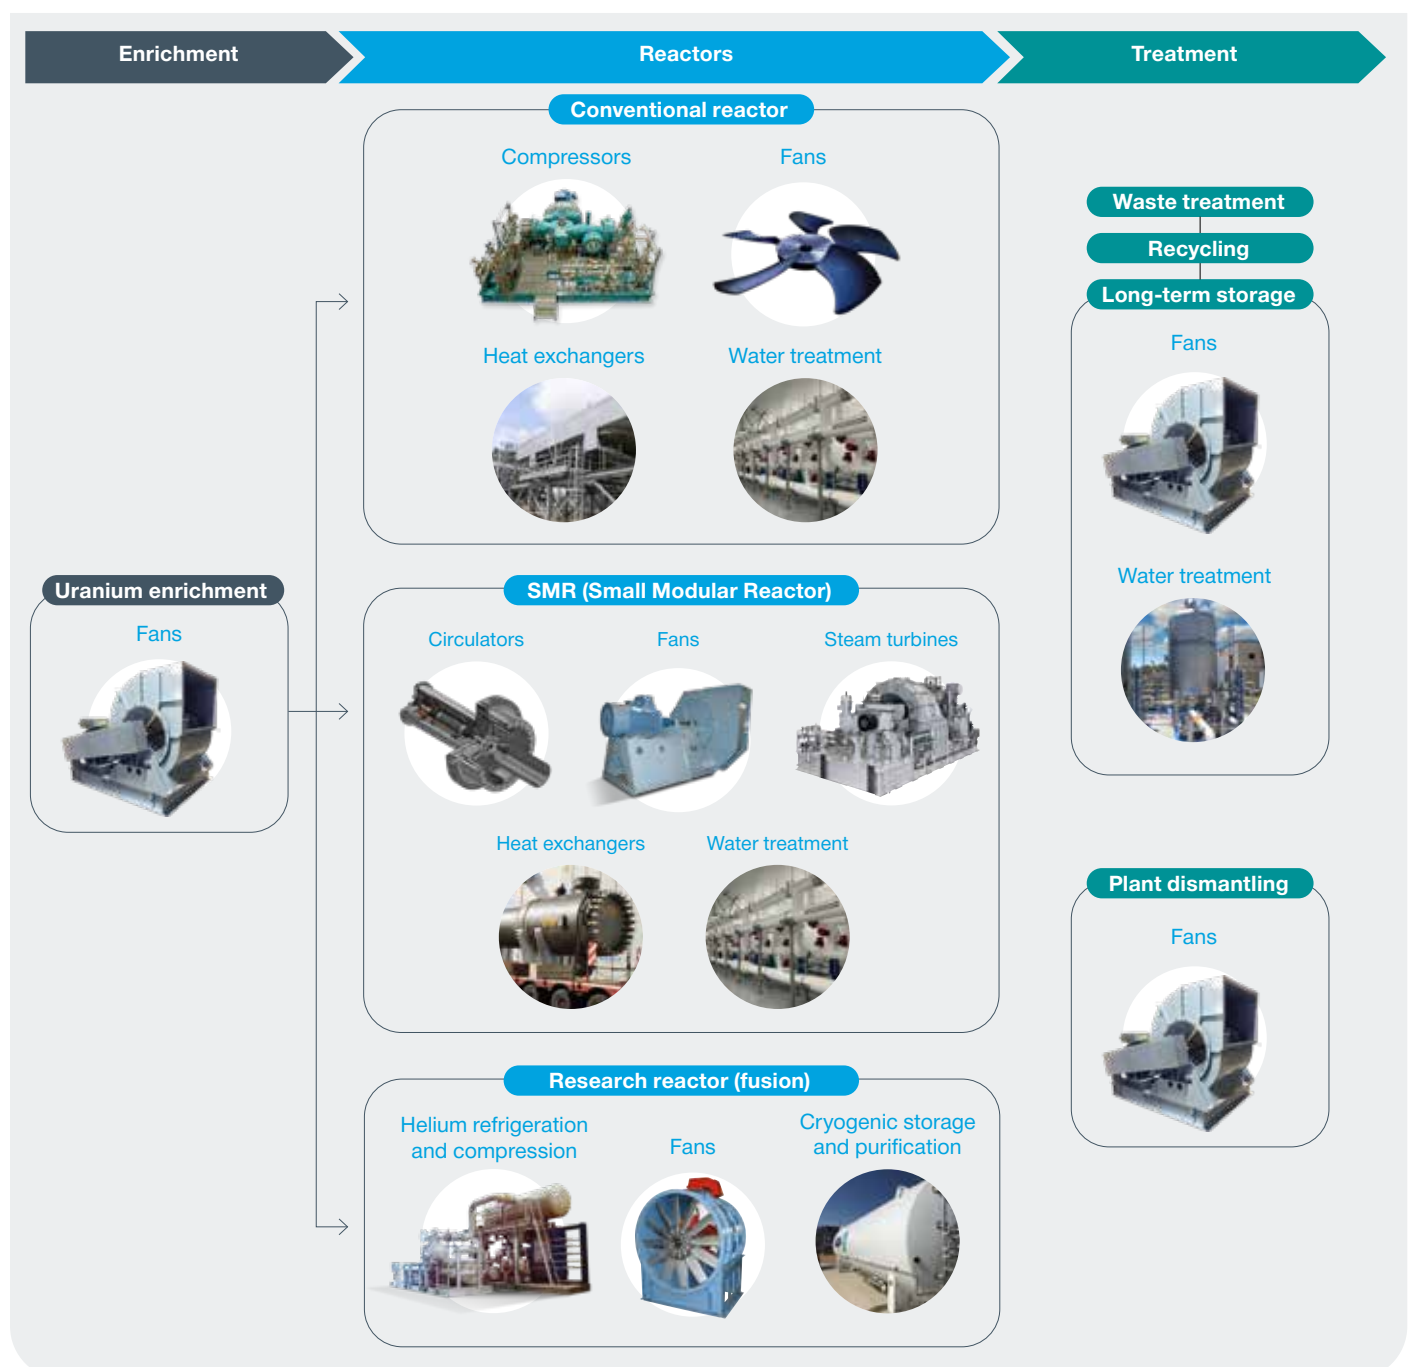 Enrichment
Reactors
Treatment
Conventional reactor
Compressors
Fans
Heat exchangers
Water treatment
Uranium enrichment
Fans
SMR (Small Modular Reactor)
Circulators
Fans
Steam turbines
Heat exchangers
Water treatment
Research reactor (fusion)
Helium refrigeration
and compression
Fans
Cryogenic storage
and purification
Waste treatment
Recycling
Long-term storage
Fans
Water treatment
Plant dismantling
Fans